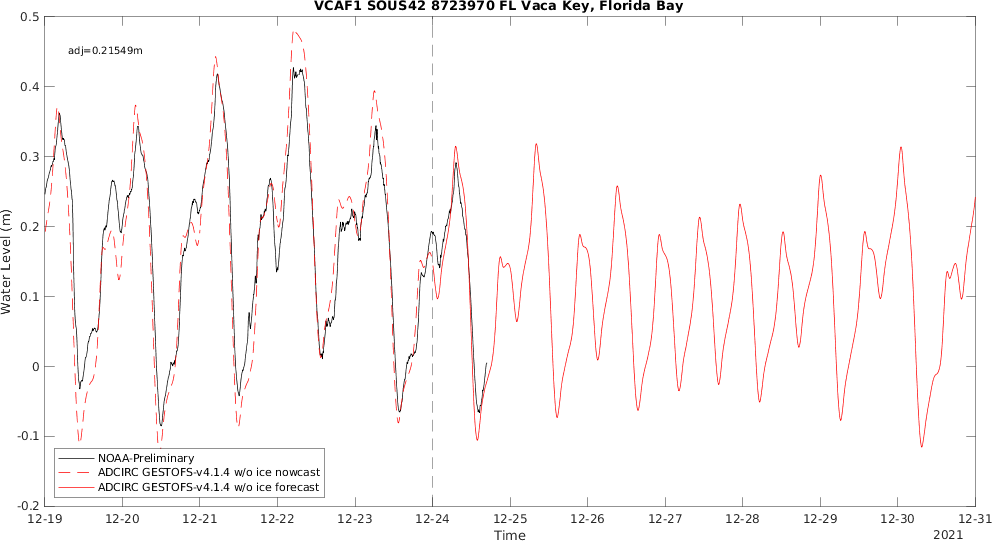 VCAF1 SOUS42 8723970 FL Vaca Key, Florida Bay
adj=0.21549m
Water Level (m)
0.5
0.4
0.3
0.2
0.1
0
-0.1
-0.2
NOAA-Preliminary
ADCIRC GESTOFS-v4.1.4 w/o ice nowcast
ADCIRC GESTOFS-v4.1.4 w/o ice forecast
12-19 12-20 12-21 12-22 12-23 12-24 12-25 12-26 12-27 12-28 12-29 12-30 12-31
Time
2021